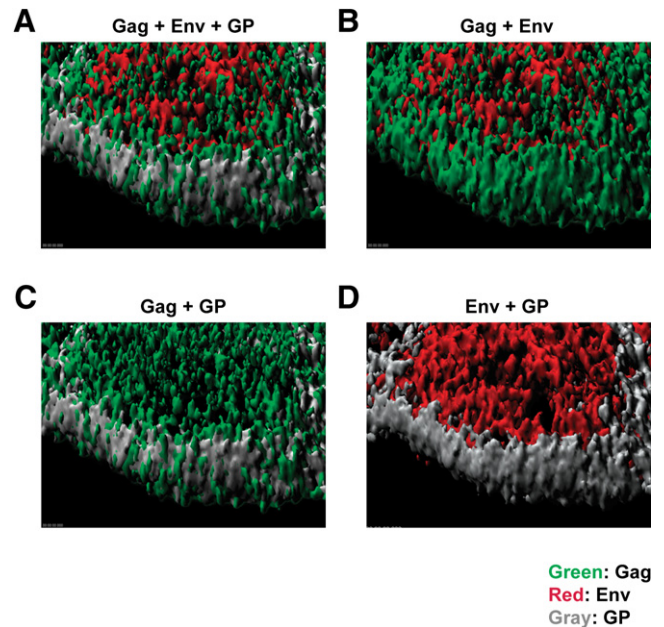 A
Gag + Env + GP
B
Gag + Env
C
Gag + GP
D
Env + GP
Green: Gag
Red: Env
Gray: GP